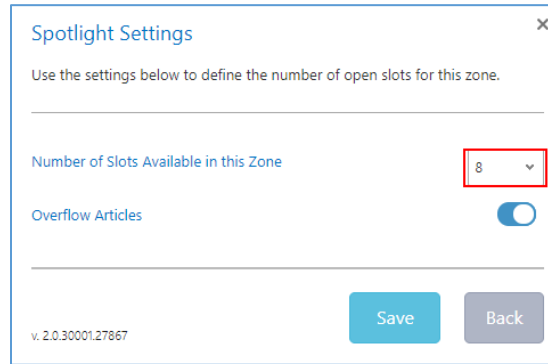 Spotlight Settings
Use the settings below to define the number of open slots for this zone.
Number of Slots Available in this Zone
8
Overflow Articles
Save
Back
v. 2.0.30001.27867